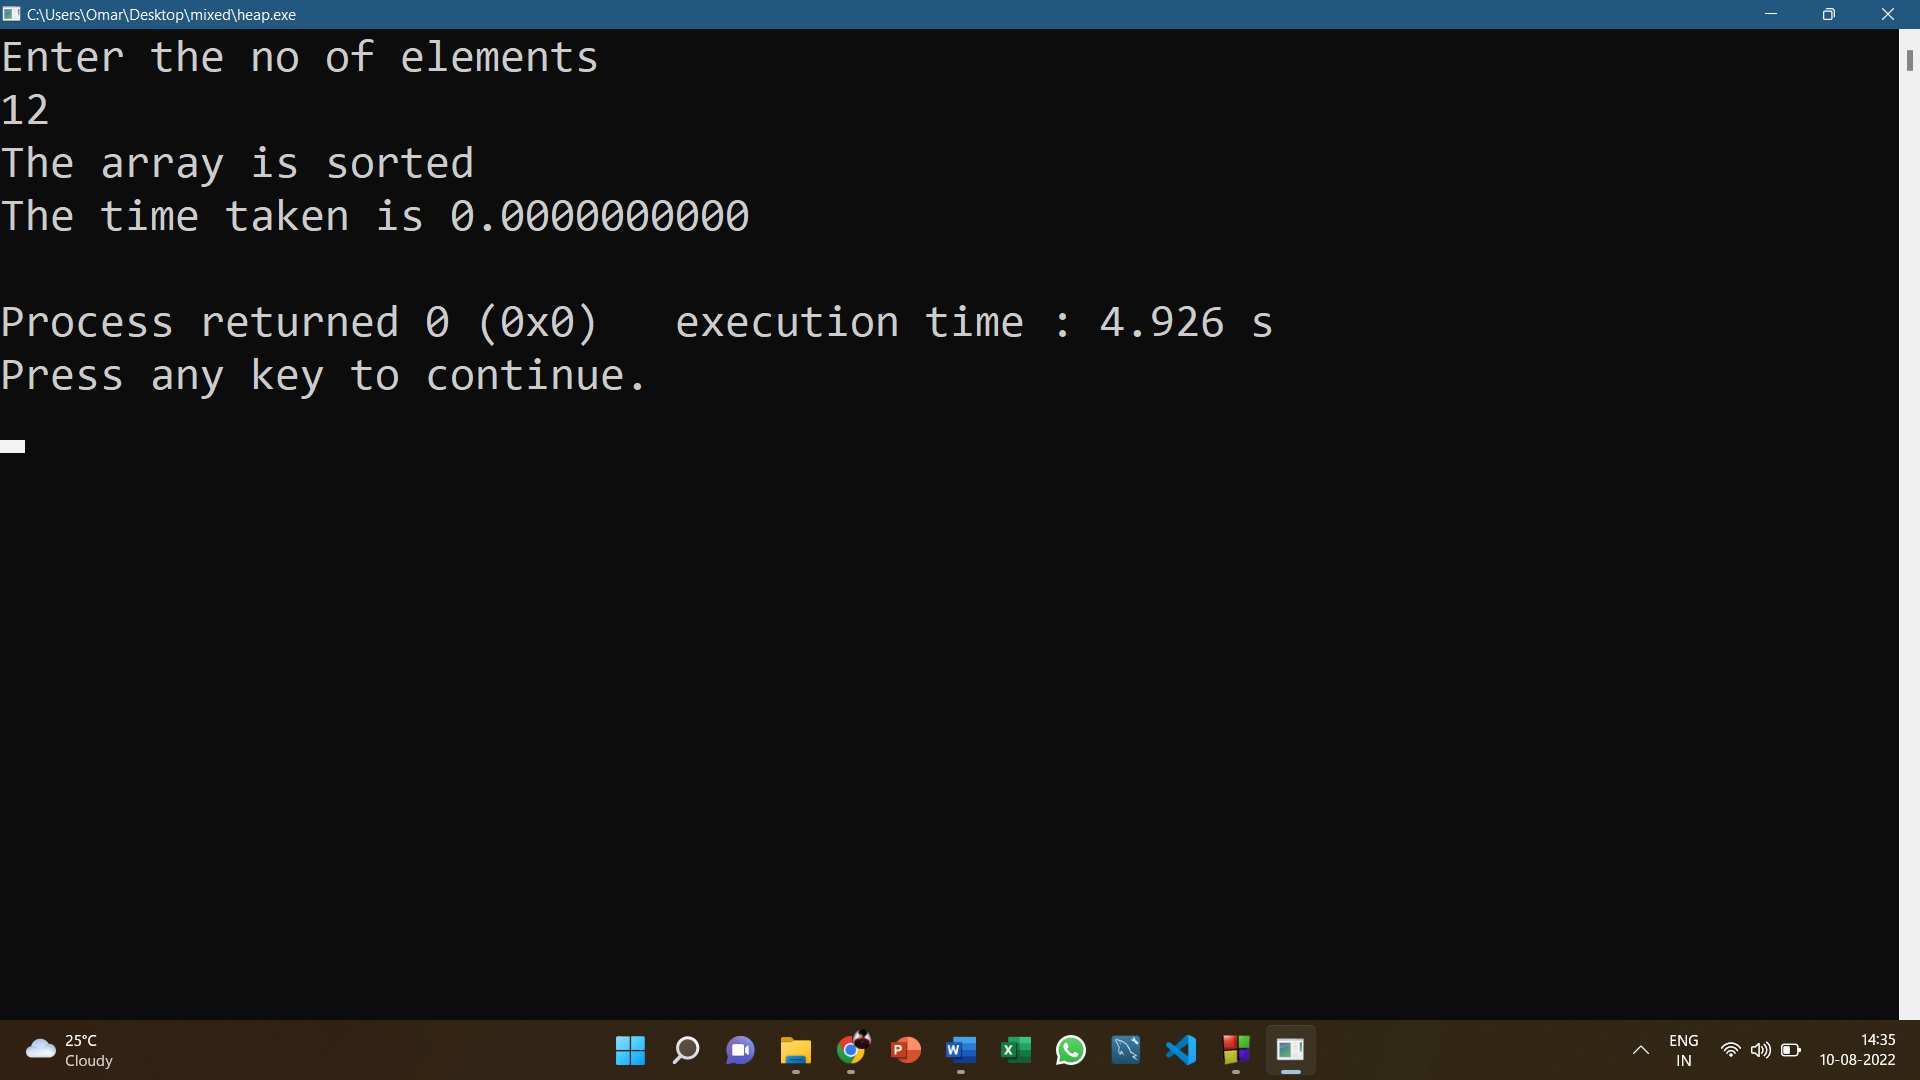 C:\Users\Omar\Desktop\mixed\heap.exe
Enter the no of elements
12
The array is sorted
The time taken is 0.0000000000
Process returned 0 (0x0)   execution time : 4.926 s
Press any key to continue.
25°C
Cloudy
ENG
IN
14:35
10-08-2022